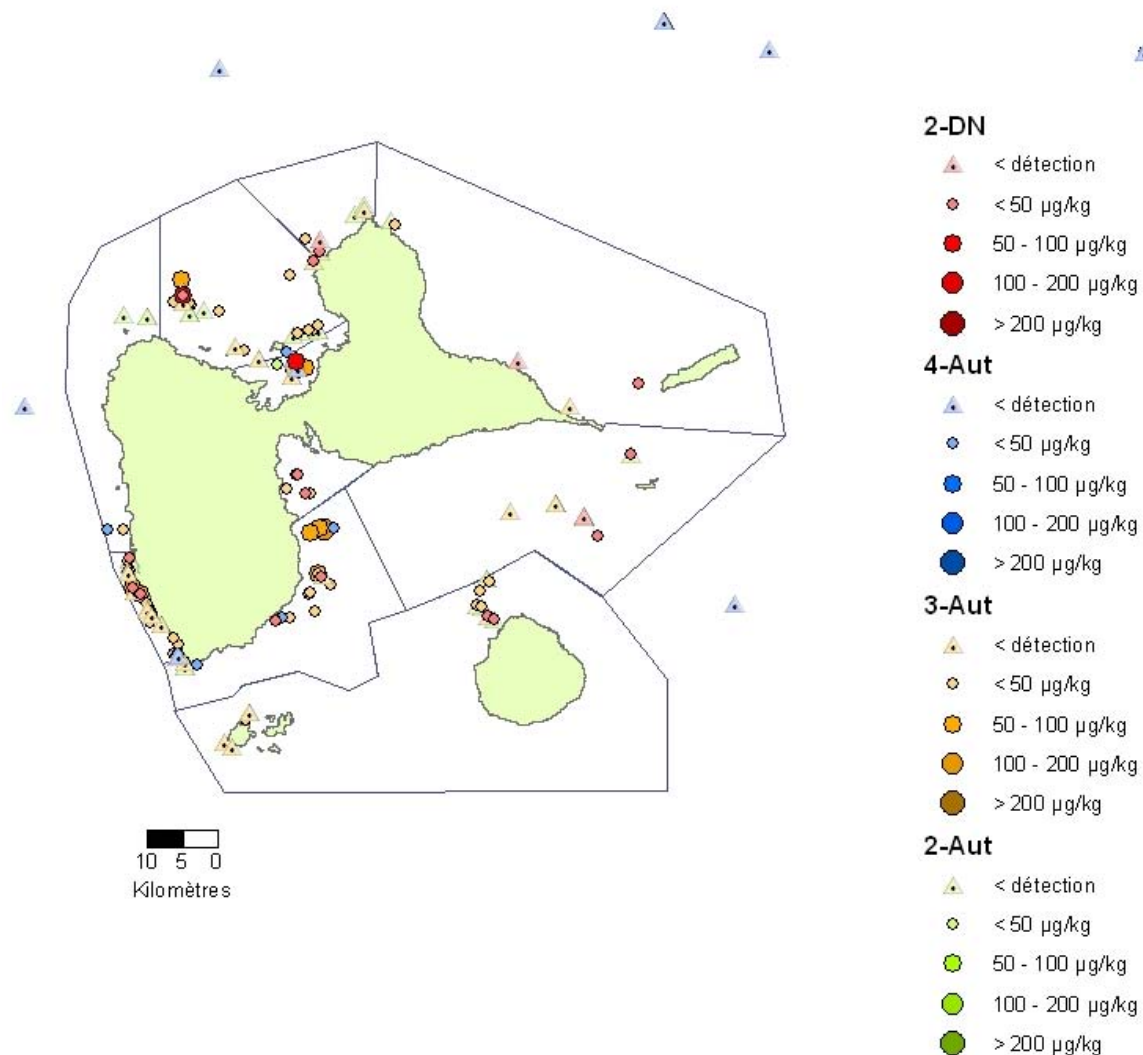 2-DN
< détection
< 50 µg/kg
50 - 100 µg/kg
100 - 200 µg/kg
> 200 µg/kg
4-Aut
< détection
< 50 µg/kg
50 - 100 µg/kg
100 - 200 µg/kg
> 200 µg/kg
3-Aut
< détection
< 50 µg/kg
50 - 100 µg/kg
100 - 200 µg/kg
> 200 µg/kg
2-Aut
< détection
< 50 µg/kg
50 - 100 µg/kg
100 - 200 µg/kg
> 200 µg/kg
10 5 0
Kilomètres